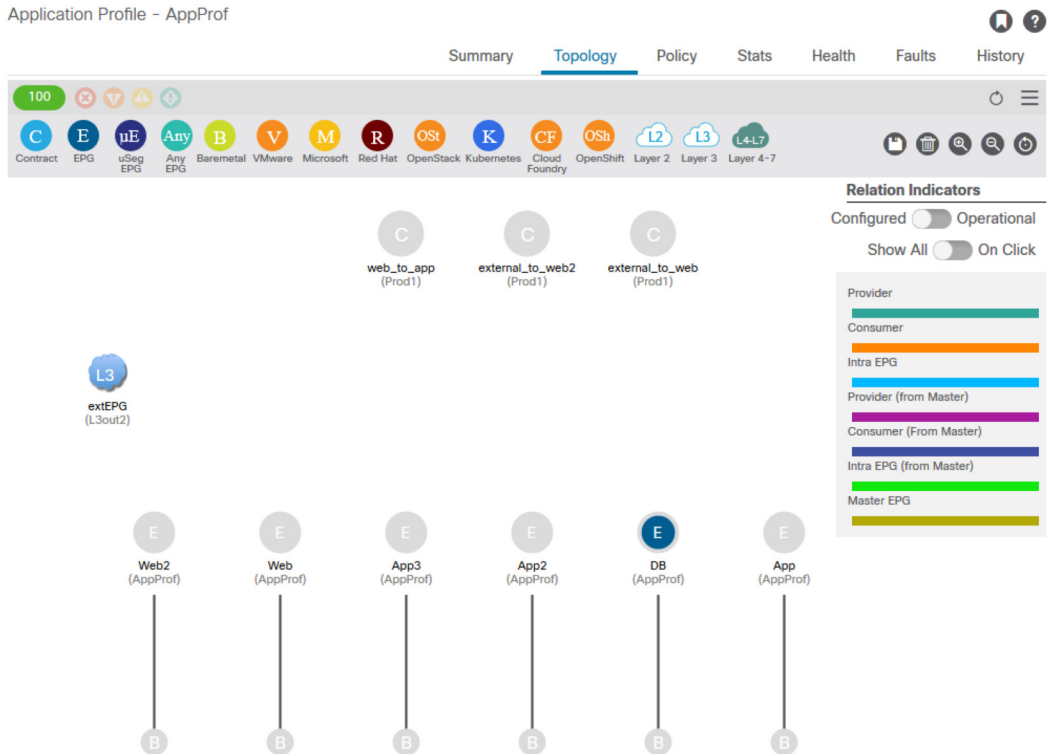 Application Profile - AppProf
?
Summary Topology Policy Stats Health Faults History
100
C E µE Any B V M R OSt K CF OSh L2 L3 L4-L7
Contract EPG uSeg EPG Any EPG Baremetal VMware Microsoft Red Hat OpenStack Kubernetes Cloud Foundry OpenShift Layer 2 Layer 3 Layer 4-7
Relation Indicators
Configured Operational
Show All On Click
C C C
web_to_app external_to_web2 external_to_web
(Prod1) (Prod1) (Prod1)
Provider
Consumer
Intra EPG
Provider (from Master)
Consumer (From Master)
Intra EPG (from Master)
Master EPG
L3
extEPG
(L3out2)
E E E E E E
Web2 Web App3 App2 DB App
(AppProf) (AppProf) (AppProf) (AppProf) (AppProf) (AppProf)
B B B B B B